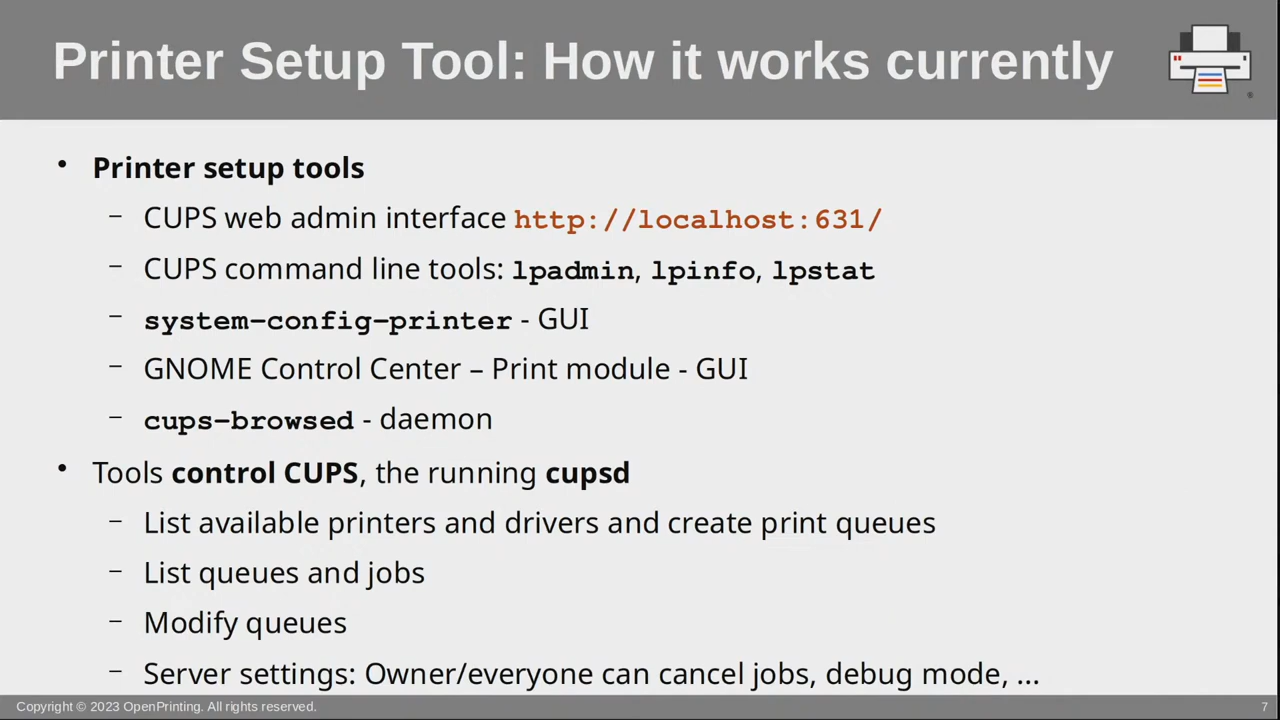 Printer Setup Tool: How it works currently
®
• Printer setup tools
– CUPS web admin interface http://localhost:631/
– CUPS command line tools: lpadmin, lpinfo, lpstat
– system-config-printer - GUI
– GNOME Control Center – Print module - GUI
– cups-browsed - daemon
• Tools control CUPS, the running cupsd
– List available printers and drivers and create print queues
– List queues and jobs
– Modify queues
– Server settings: Owner/everyone can cancel jobs, debug mode, ...
Copyright © 2023 OpenPrinting. All rights reserved.
7